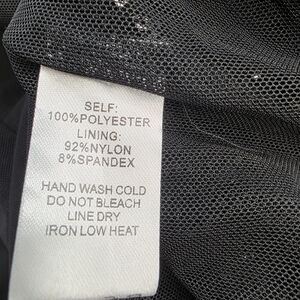 SELF:
100%POLYESTER
LINING:
92%NYLON
8%SPANDEX
HAND WASH COLD
DO NOT BLEACH
LINE DRY
IRON LOW HEAT